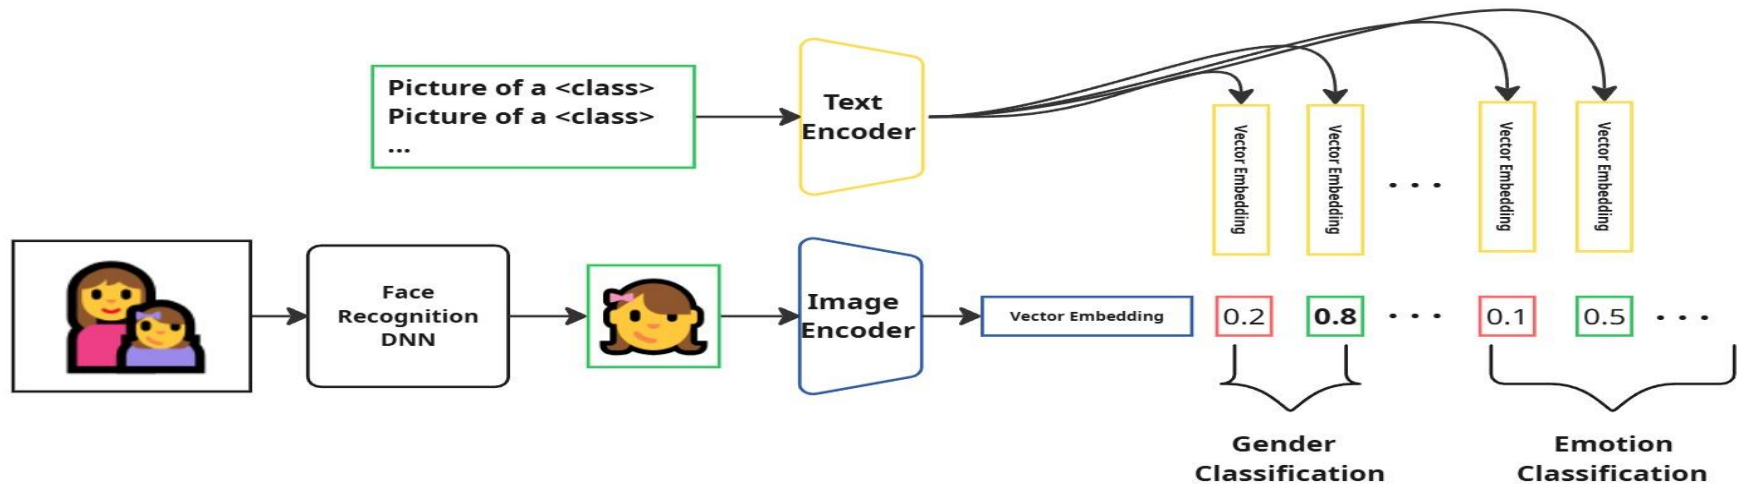 Picture of a <class>
Picture of a <class>
...
Text
Encoder
Vector Embedding
Vector Embedding
...
Vector Embedding
Vector Embedding
Face
Recognition
DNN
Image
Encoder
Vector Embedding
0.2
0.8
...
0.1
0.5
...
Gender
Classification
Emotion
Classification